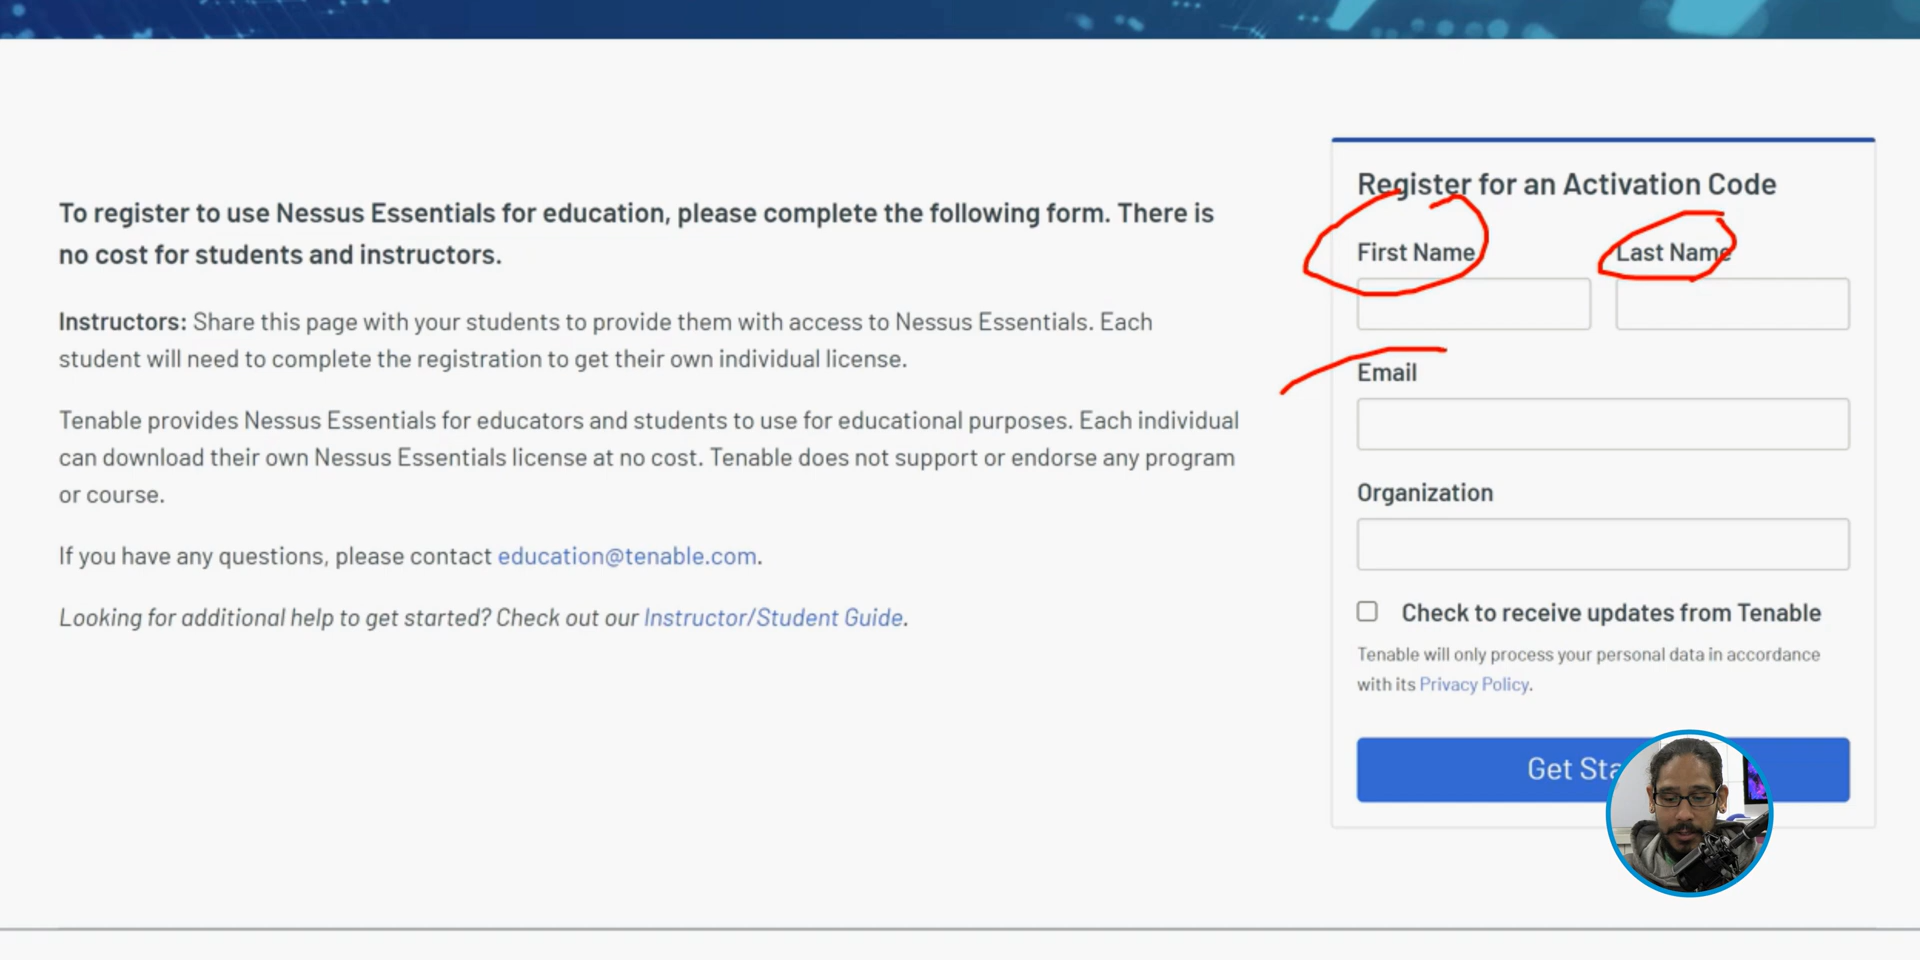 To register to use Nessus Essentials for education, please complete the following form. There is
no cost for students and instructors.
Instructors: Share this page with your students to provide them with access to Nessus Essentials. Each
student will need to complete the registration to get their own individual license.
Tenable provides Nessus Essentials for educators and students to use for educational purposes. Each individual
can download their own Nessus Essentials license at no cost. Tenable does not support or endorse any program
or course.
If you have any questions, please contact education@tenable.com.
Looking for additional help to get started? Check out our Instructor/Student Guide.
Register for an Activation Code
First Name
Last Name
Email
Organization
Check to receive updates from Tenable
Tenable will only process your personal data in accordance
with its Privacy Policy.
Get